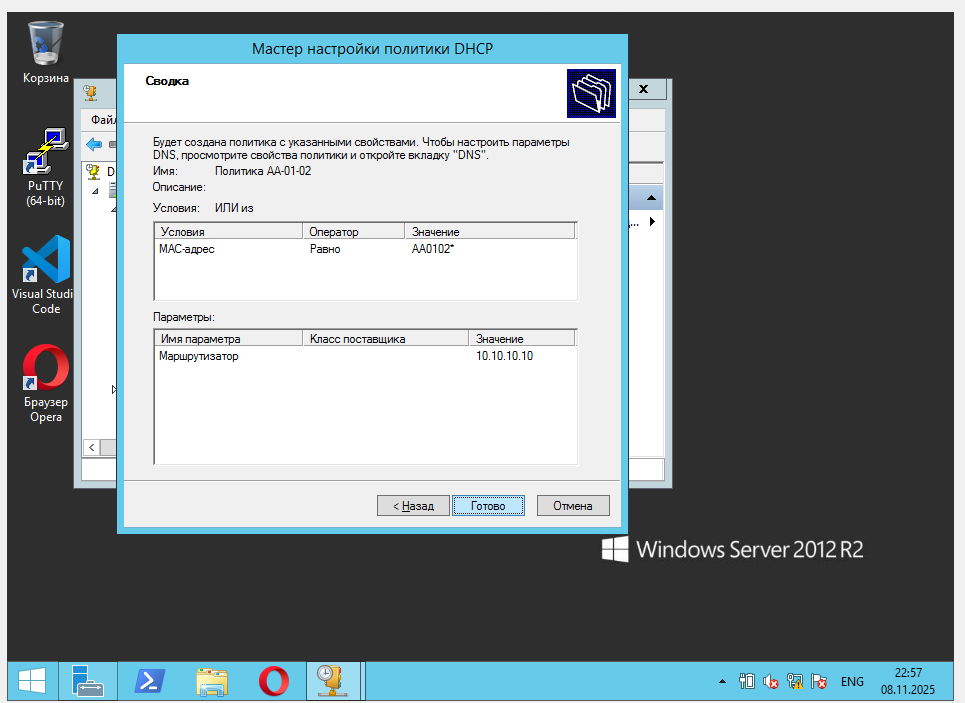 Корзина
PuTTY
(64-bit)
Visual Studi
Code
Браузер
Opera
Файл
D
Мастер настройки политики DHCP
X
Сводка
Будет создана политика с указанными свойствами. Чтобы настроить параметры
DNS, просмотрите свойства политики и откройте вкладку "DNS".
Имя: Политика AA-01-02
Описание:
Условия: ИЛИ из
Условия Оператор Значение
MAC-адрес Равно AA0102*
Параметры:
Имя параметра Класс поставщика Значение
Маршрутизатор 10.10.10.10
< Назад Готово Отмена
Windows Server 2012 R2
ENG
22:57
08.11.2025